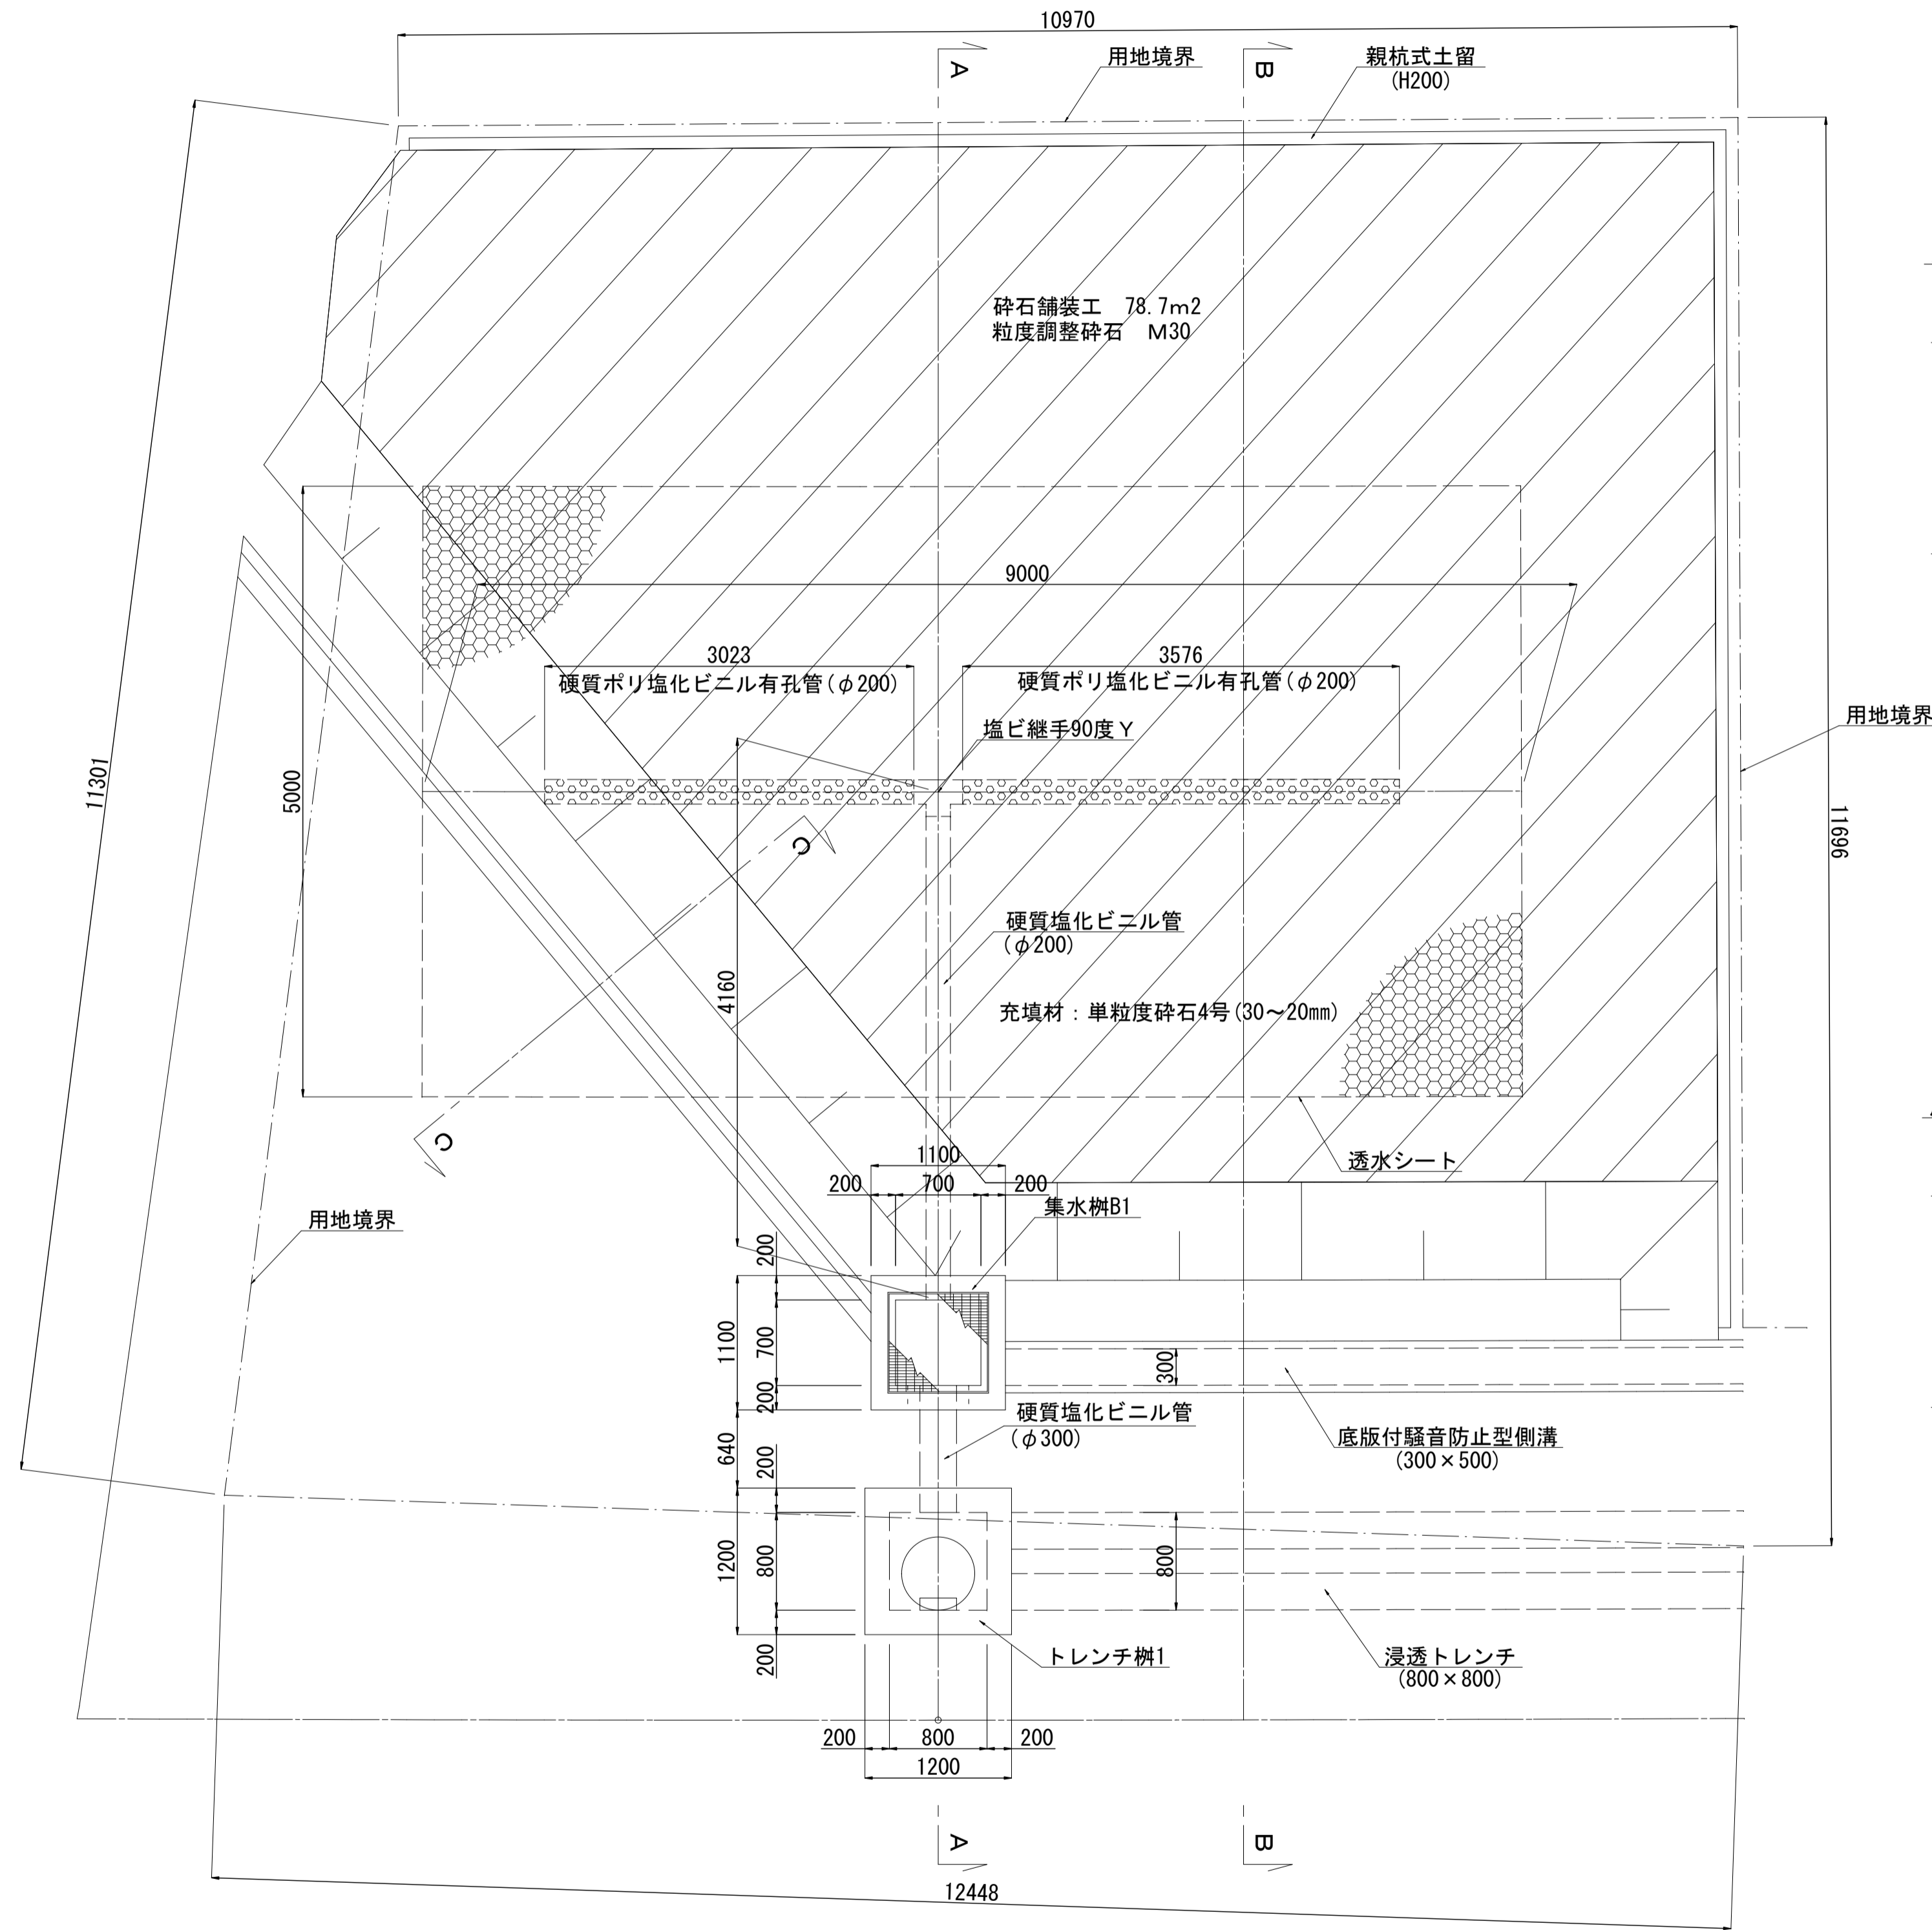 10970
用地境界
親杭式土留
(H200)
A
B
砕石舗装工 78.7m2
粒度調整砕石 M30
9000
3023
硬質ポリ塩化ビニル有孔管(φ200)
3576
硬質ポリ塩化ビニル有孔管(φ200)
塩ビ継手90度Y
用地境界
11301
5000
11696
C
硬質塩化ビニル管
(φ200)
4160
充填材：単粒度砕石4号(30～20mm)
C
1100
200
700
200
透水シート
集水桝B1
用地境界
200
1100
700
200
300
硬質塩化ビニル管
(φ300)
底版付騒音防止型側溝
(300×500)
640
200
1200
800
800
200
トレンチ桝1
浸透トレンチ
(800×800)
200
800
200
1200
A
B
12448